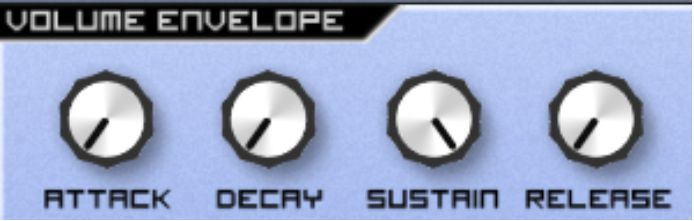 VOLUME ENVELOPE
ATTACK DECAY SUSTAIN RELEASE